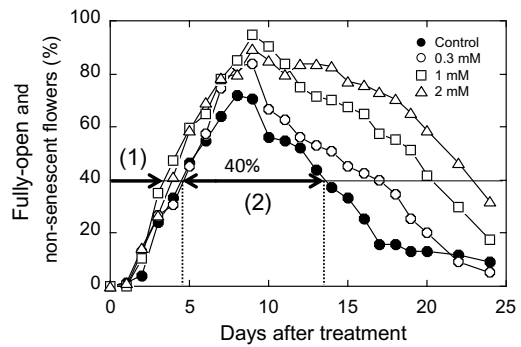 100
80
60
40
20
0
Fully-open and
non-senescent flowers (%)
Control
0.3 mM
1 mM
2 mM
(1)
40%
(2)
0 5 10 15 20 25
Days after treatment